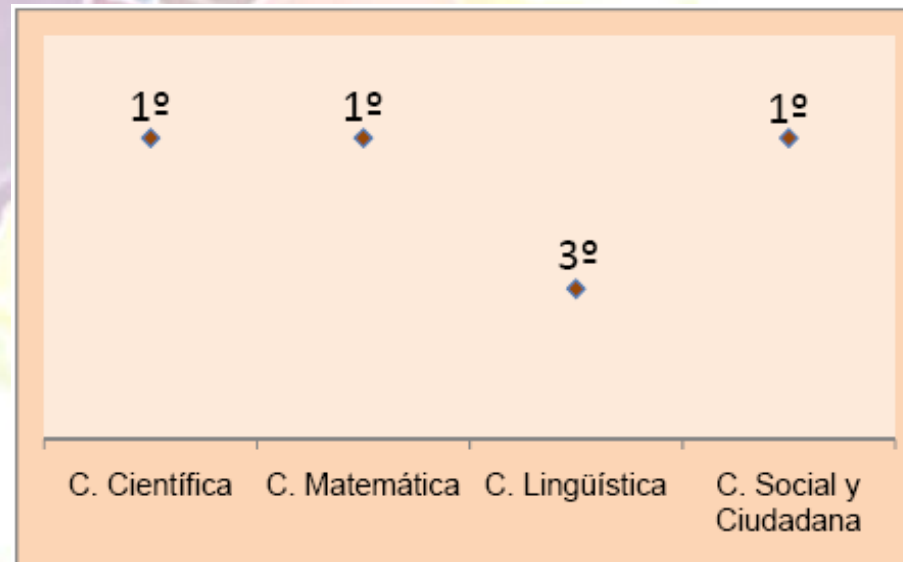 1º 1º 1º
3º
C. Científica C. Matemática C. Lingüística C. Social y
Ciudadana